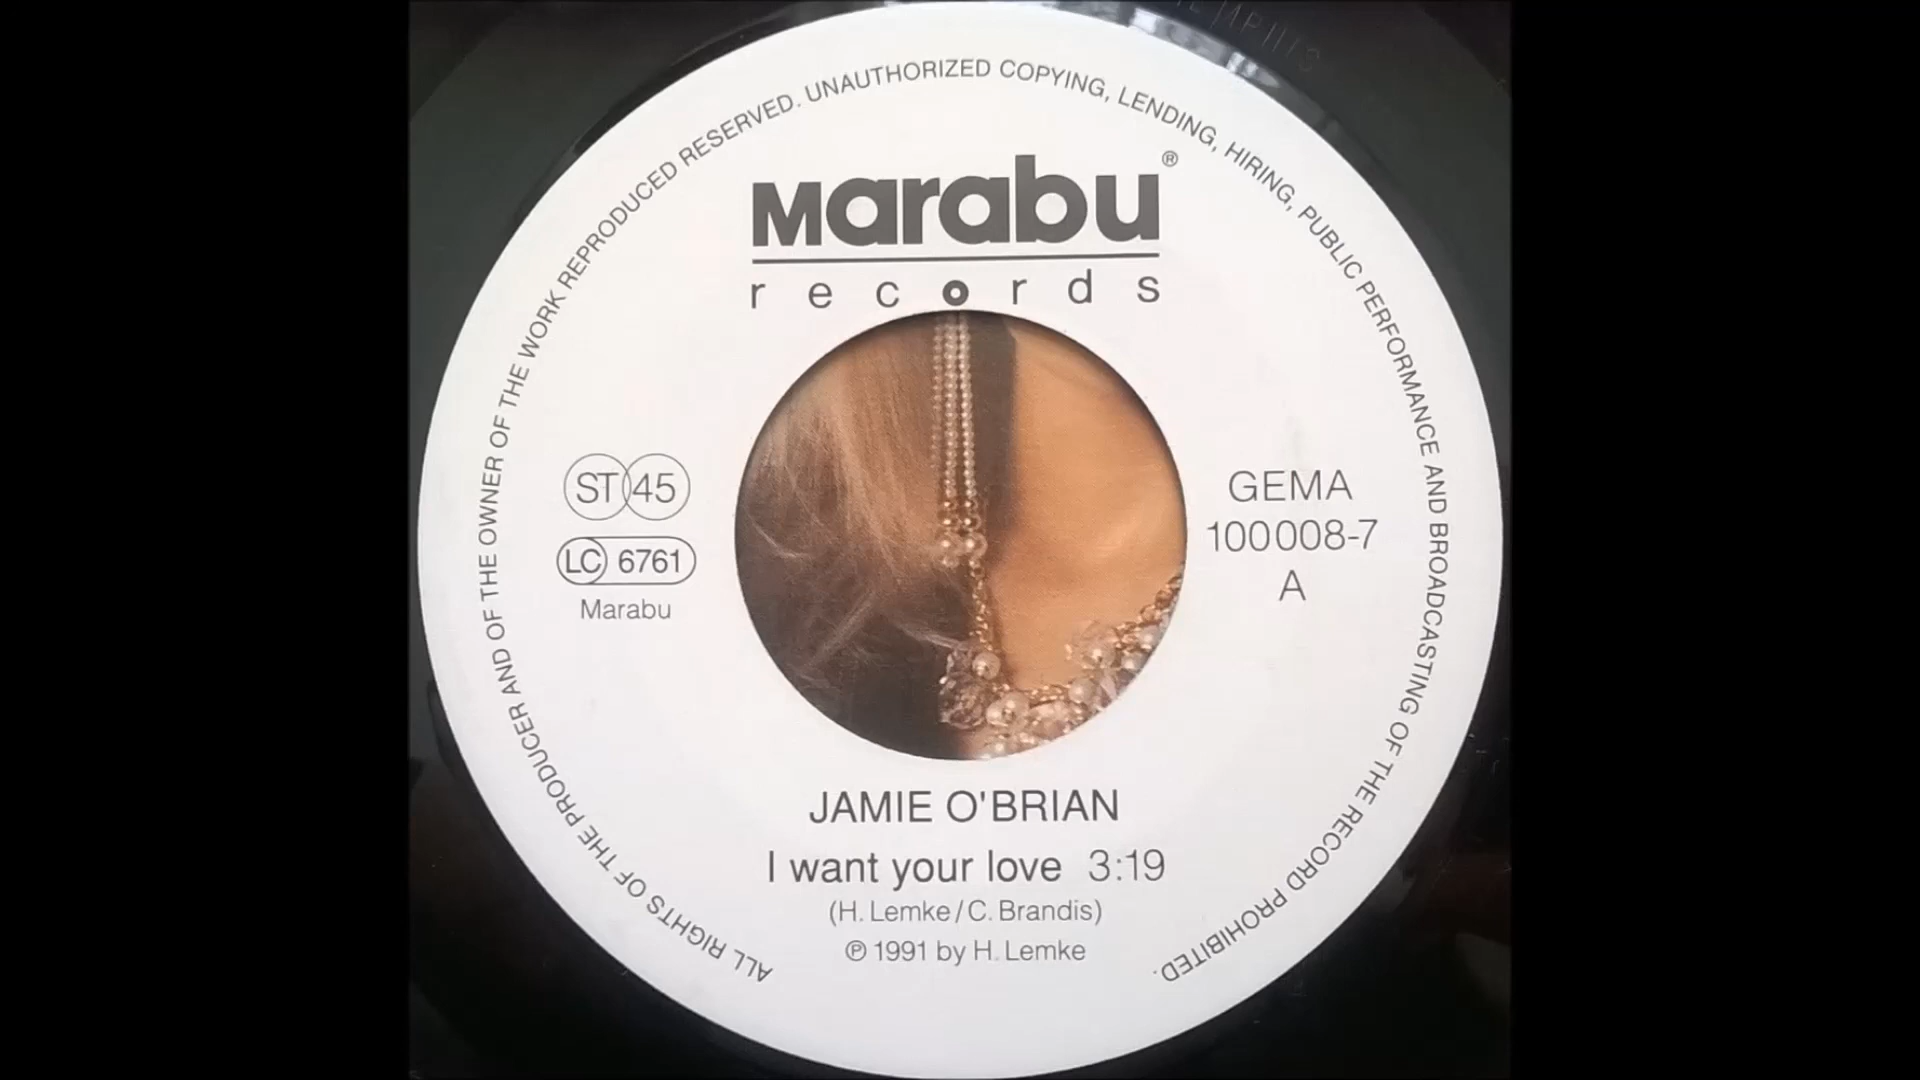 ALL RIGHTS OF THE PRODUCER AND OF THE OWNER OF THE WORK REPRODUCED RESERVED. UNAUTHORIZED COPYING, LENDING, HIRING, PUBLIC PERFORMANCE AND BROADCASTING OF THE RECORD PROHIBITED.
Marabu®
records
ST 45
LC 6761
Marabu
GEMA
100008-7
A
JAMIE O'BRIAN
I want your love 3:19
(H. Lemke/C. Brandis)
℗ 1991 by H. Lemke